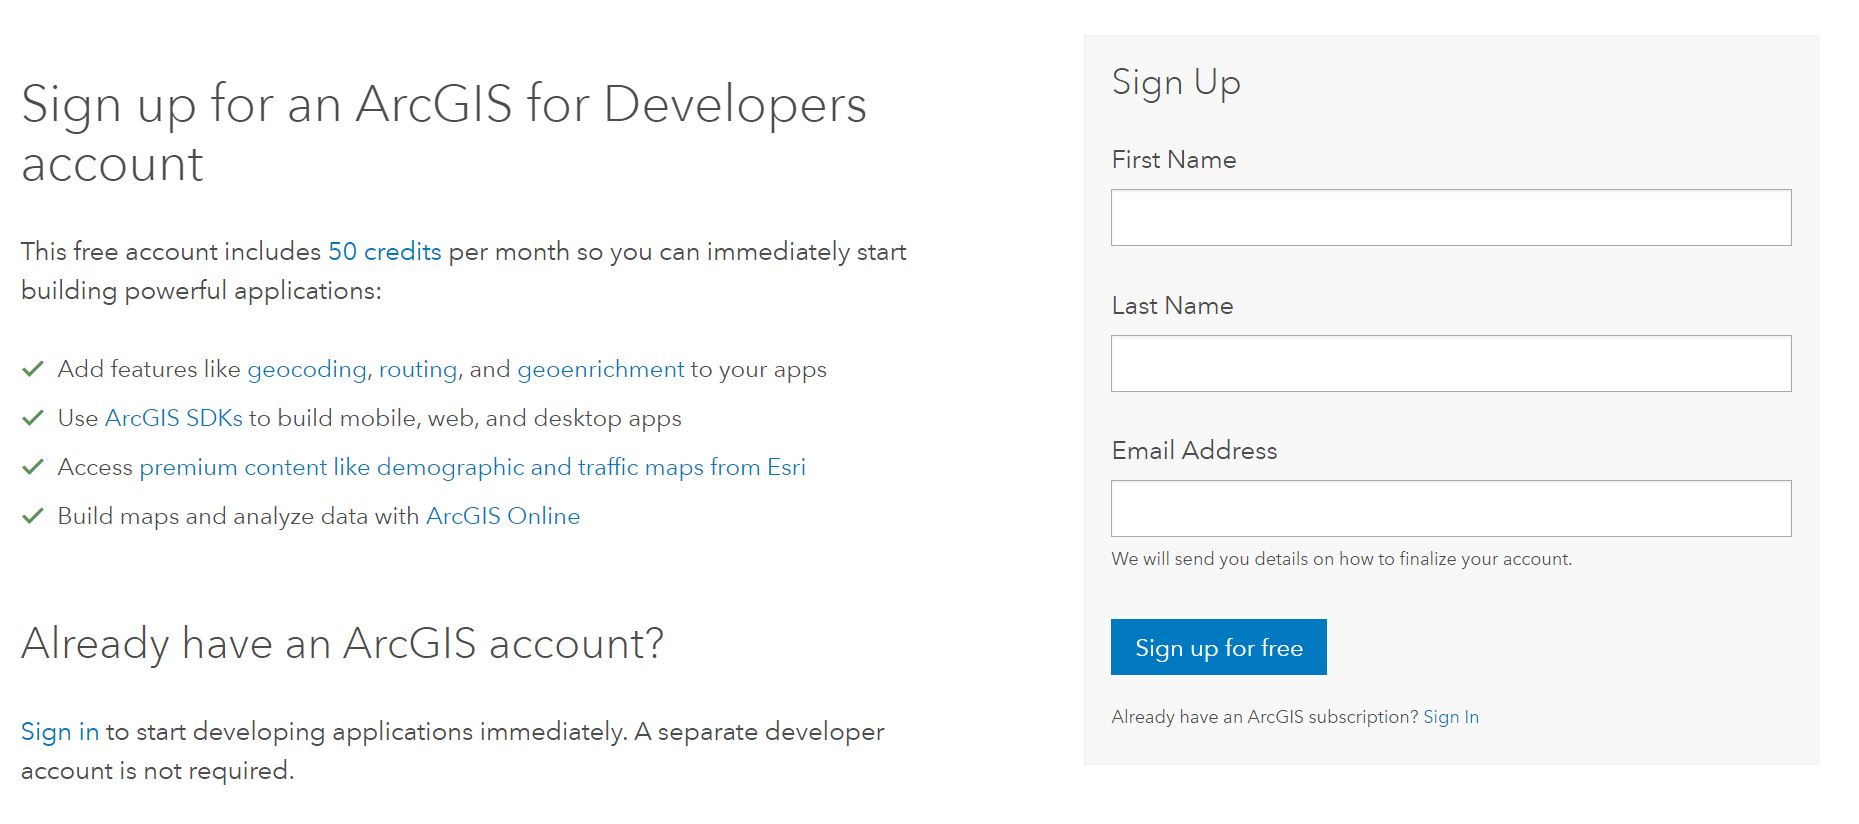 Sign up for an ArcGIS for Developers
account
This free account includes 50 credits per month so you can immediately start
building powerful applications:
Add features like geocoding, routing, and geoenrichment to your apps
Use ArcGIS SDKs to build mobile, web, and desktop apps
Access premium content like demographic and traffic maps from Esri
Build maps and analyze data with ArcGIS Online
Already have an ArcGIS account?
Sign in to start developing applications immediately. A separate developer
account is not required.
Sign Up
First Name
Last Name
Email Address
We will send you details on how to finalize your account.
Sign up for free
Already have an ArcGIS subscription? Sign In